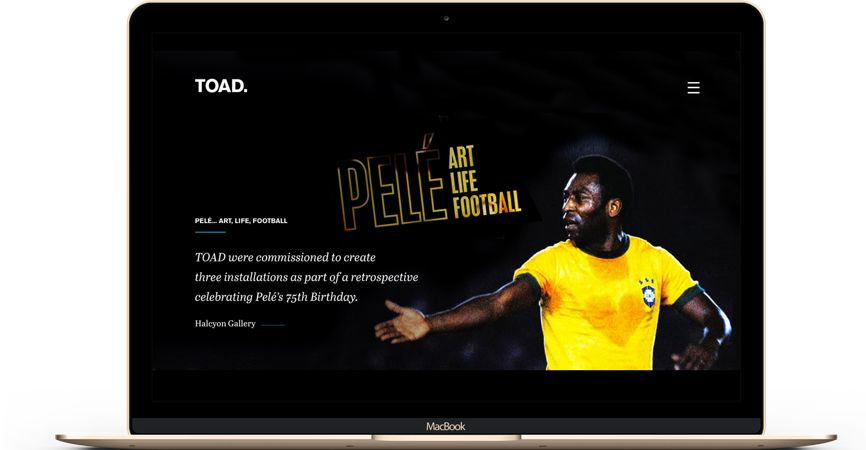 TOAD.
PELÉ
ART
LIFE
FOOTBALL
PELÉ... ART, LIFE, FOOTBALL
TOAD were commissioned to create
three installations as part of a retrospective
celebrating Pelé's 75th Birthday.
Halcyon Gallery
MacBook